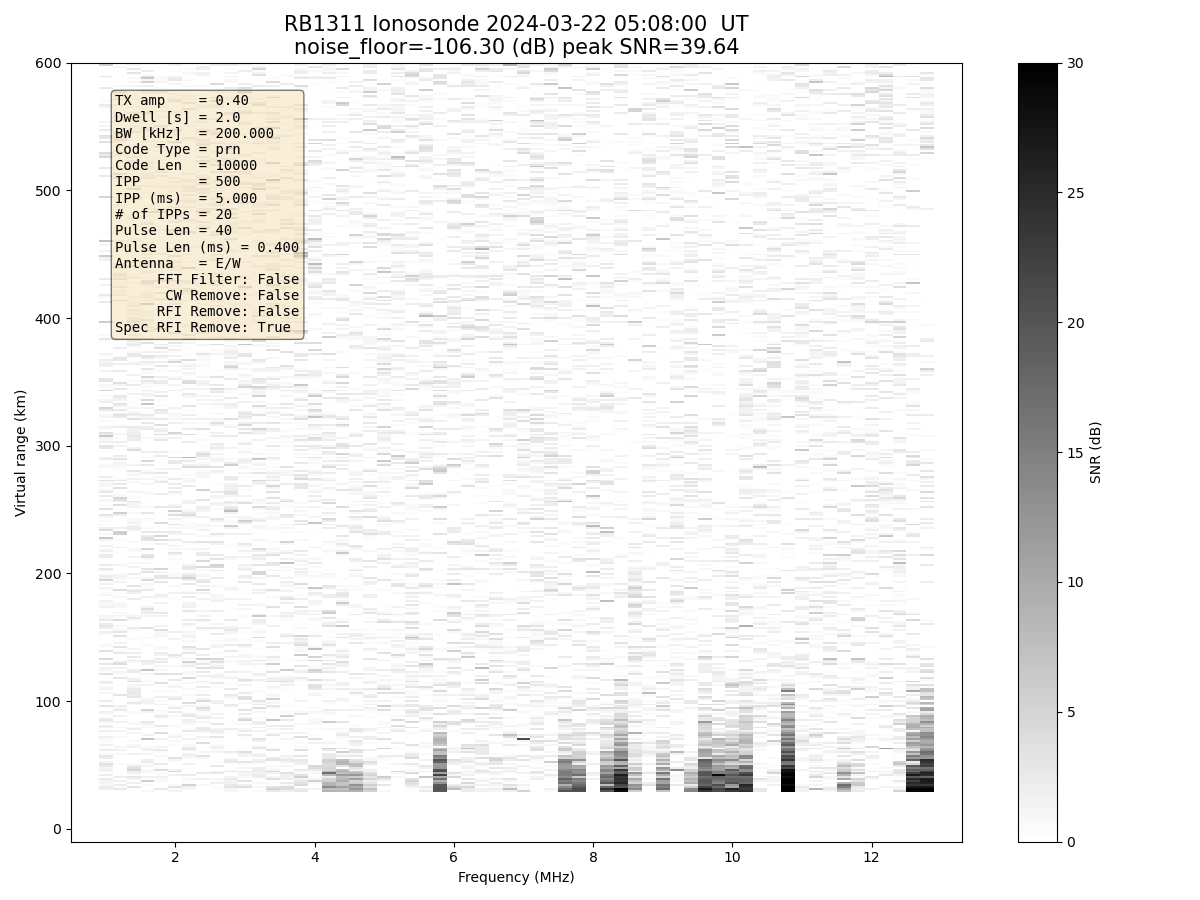 RB1311 Ionosonde 2024-03-22 05:08:00  UT
noise_floor=-106.30 (dB) peak SNR=39.64
TX amp    = 0.40
Dwell [s] = 2.0
BW [kHz]  = 200.000
Code Type = prn
Code Len  = 10000
IPP       = 500
IPP (ms)  = 5.000
# of IPPs = 20
Pulse Len = 40
Pulse Len (ms) = 0.400
Antenna   = E/W
FFT Filter: False
CW Remove: False
RFI Remove: False
Spec RFI Remove: True
Virtual range (km)
600
500
400
300
200
100
0
2 4 6 8 10 12
Frequency (MHz)
30
25
20
15
10
5
0
SNR (dB)